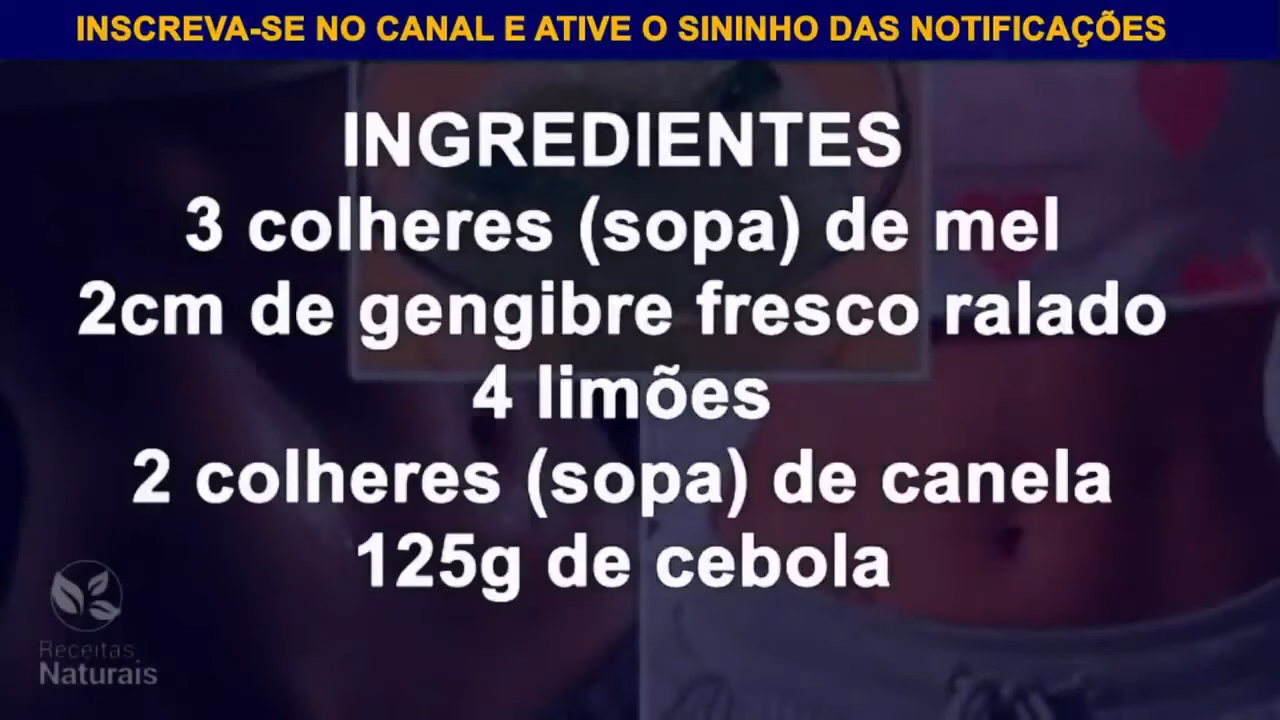 INSCREVA-SE NO CANAL E ATIVE O SININHO DAS NOTIFICAÇÕES
INGREDIENTES
3 colheres (sopa) de mel
2cm de gengibre fresco ralado
4 limões
2 colheres (sopa) de canela
125g de cebola
Receitas
Naturais